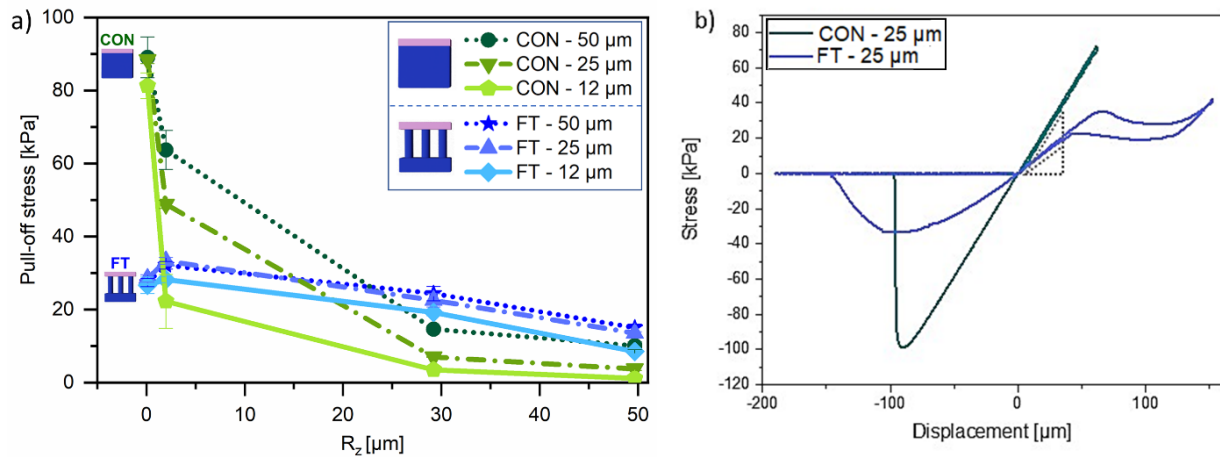 a)
CON
FT
CON - 50 µm
CON - 25 µm
CON - 12 µm
FT - 50 µm
FT - 25 µm
FT - 12 µm
100
80
60
40
20
0
Pull-off stress [kPa]
0 10 20 30 40 50
Rz [µm]
b)
CON - 25 µm
FT - 25 µm
80
60
40
20
0
-20
-40
-60
-80
-100
-120
Stress [kPa]
-200 -100 0 100
Displacement [µm]